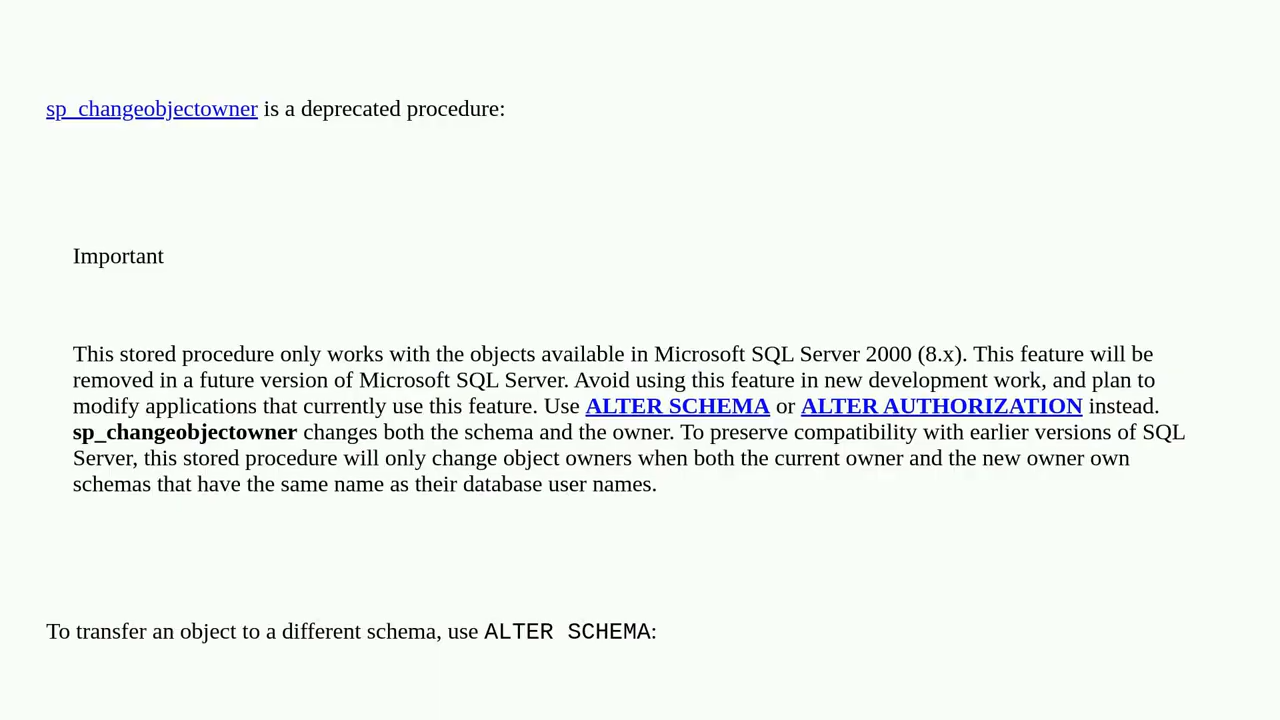 sp_changeobjectowner is a deprecated procedure:
Important
This stored procedure only works with the objects available in Microsoft SQL Server 2000 (8.x). This feature will be
removed in a future version of Microsoft SQL Server. Avoid using this feature in new development work, and plan to
modify applications that currently use this feature. Use ALTER SCHEMA or ALTER AUTHORIZATION instead.
sp_changeobjectowner changes both the schema and the owner. To preserve compatibility with earlier versions of SQL
Server, this stored procedure will only change object owners when both the current owner and the new owner own
schemas that have the same name as their database user names.
To transfer an object to a different schema, use ALTER SCHEMA: